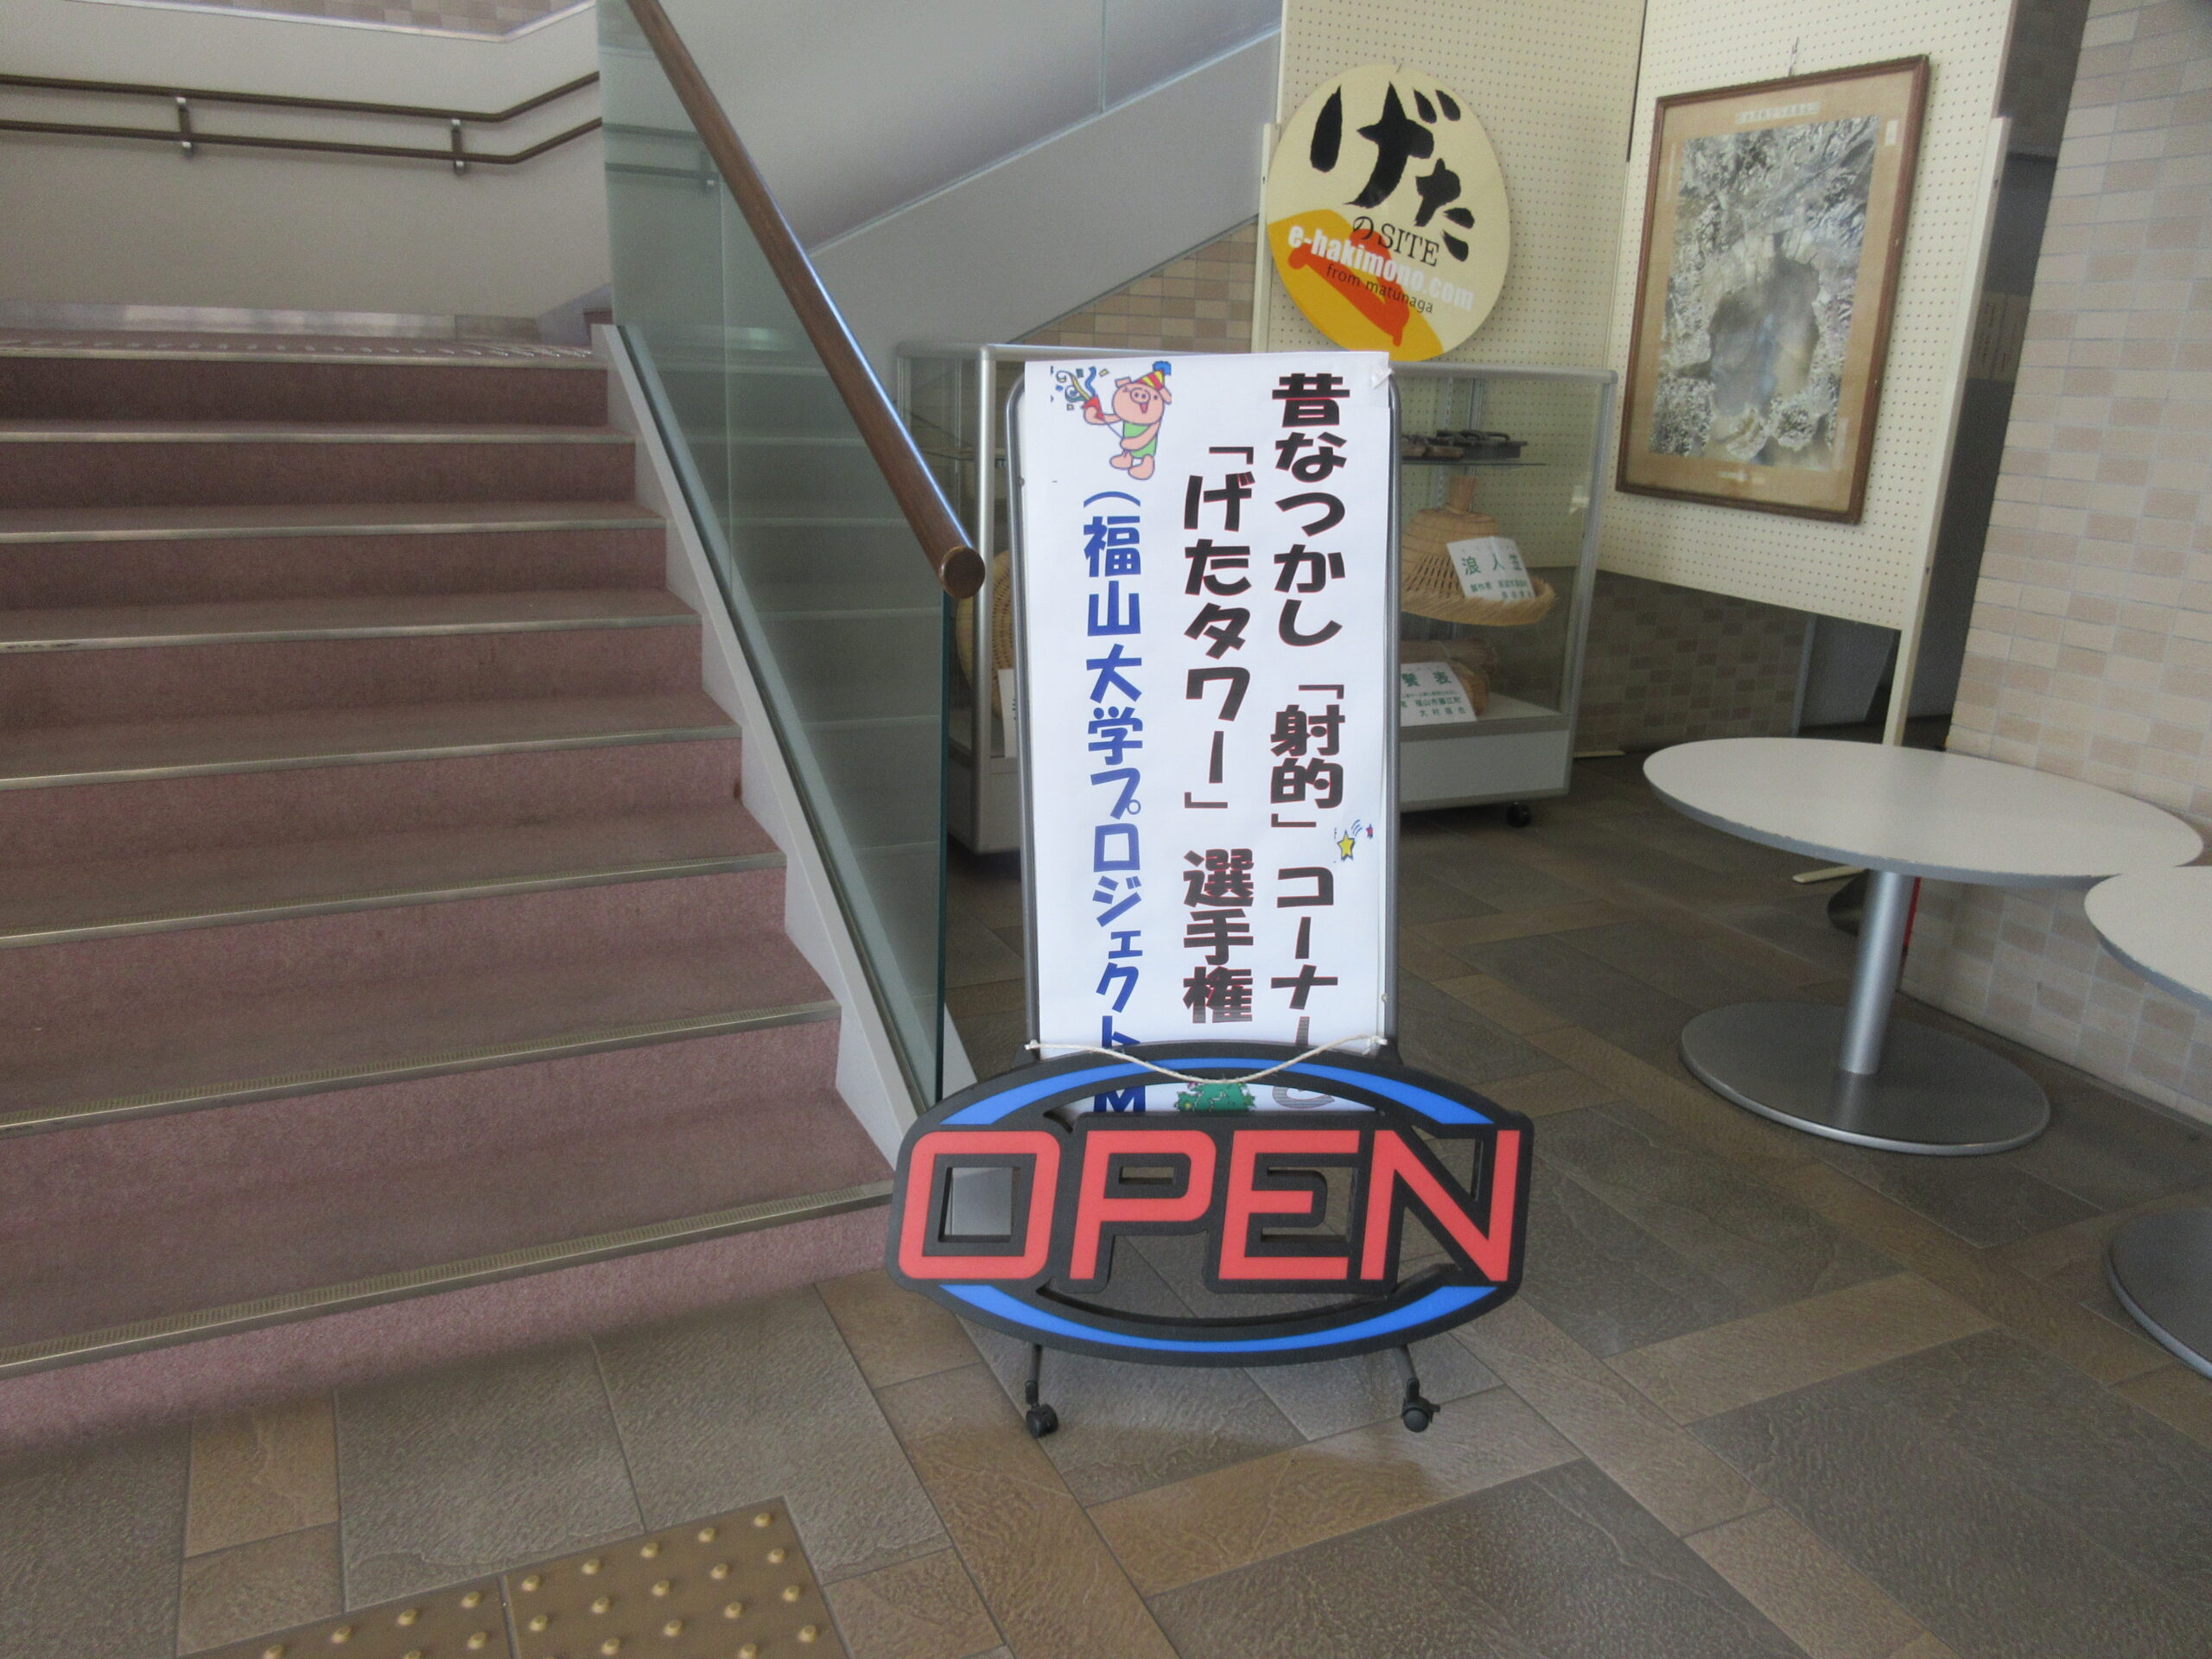 げた
のSITE
e-hakimono.com
from matunaga
昔なつかし「射的」コーナーと
「げたタワー」選手権
（福山大学プロジェクトM
OPEN
浪人笠